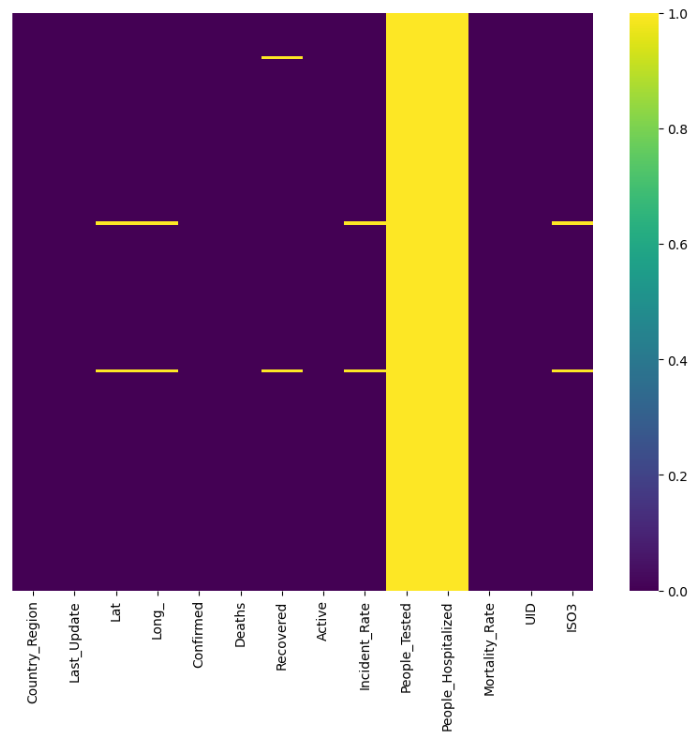 1.0
0.8
0.6
0.4
0.2
0.0
Country_Region
Last_Update
Lat
Long_
Confirmed
Deaths
Recovered
Active
Incident_Rate
People_Tested
People_Hospitalized
Mortality_Rate
UID
ISO3